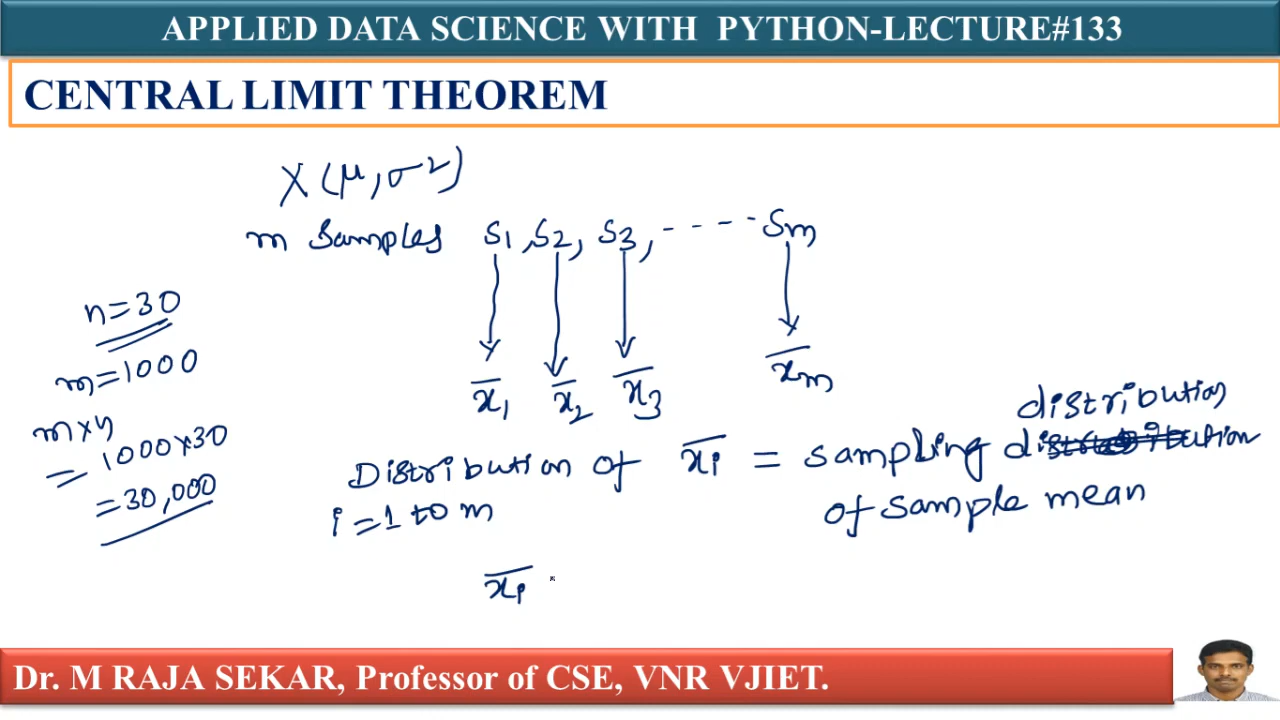 APPLIED DATA SCIENCE WITH PYTHON-LECTURE#133
CENTRAL LIMIT THEOREM
X (μ, σ²)
m Samples S₁, S₂, S₃, ---- Sₘ
n=30
m=1000
x̄₁ x̄₂ x̄₃ x̄ₘ
m×n
= 1000×30
= 30,000
distribution
Distribution of x̄ᵢ = sampling
i = 1 to m
of sample mean
x̄ᵢ
Dr. M RAJA SEKAR, Professor of CSE, VNR VJIET.